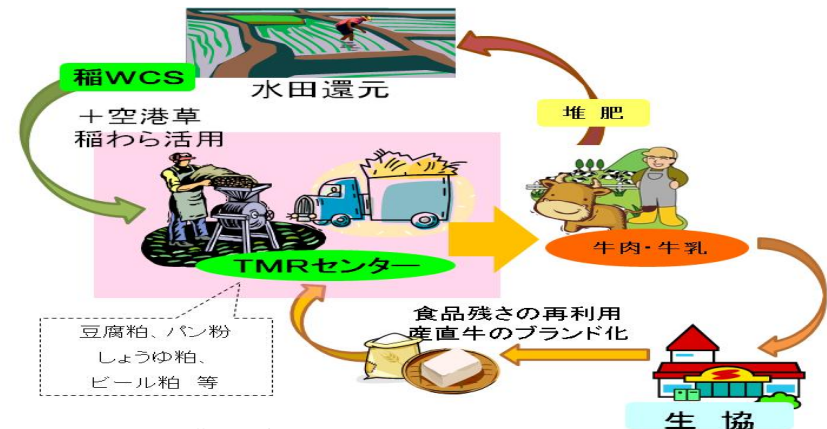 稲WCS
水田還元
＋空港草
稲わら活用
堆 肥
TMRセンター
牛肉・牛乳
食品残さの再利用
産直牛のブランド化
豆腐粕、パン粉
しょうゆ粕、
ビール粕 等
生 協